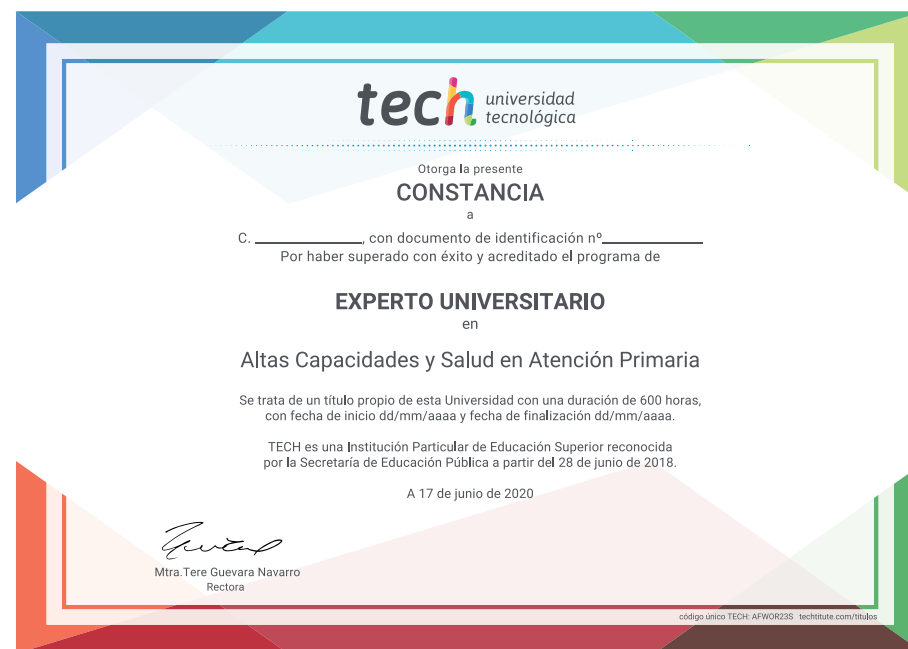 tech universidad
tecnológica
Otorga la presente
CONSTANCIA
a
C. ____________, con documento de identificación nº____________
Por haber superado con éxito y acreditado el programa de
EXPERTO UNIVERSITARIO
en
Altas Capacidades y Salud en Atención Primaria
Se trata de un título propio de esta Universidad con una duración de 600 horas,
con fecha de inicio dd/mm/aaaa y fecha de finalización dd/mm/aaaa.
TECH es una Institución Particular de Educación Superior reconocida
por la Secretaría de Educación Pública a partir del 28 de junio de 2018.
A 17 de junio de 2020
Mtra.Tere Guevara Navarro
Rectora
código único TECH: AFWOR23S techtitute.com/titulos